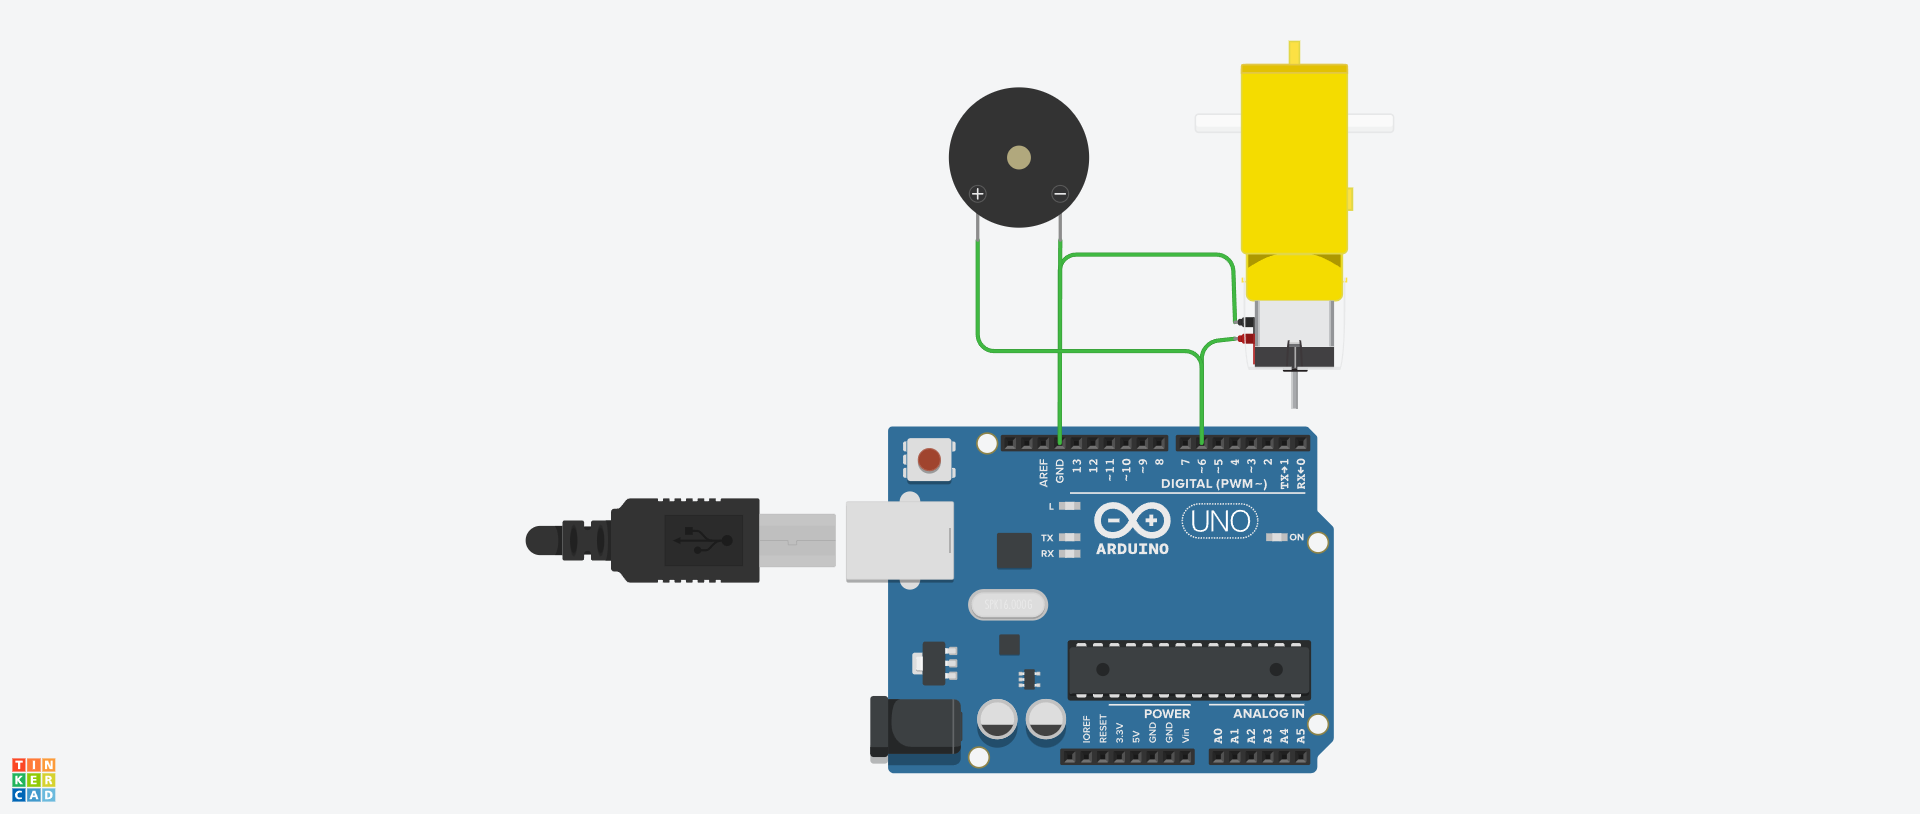 + −
AREF GND 13 12 ~11 ~10 ~9 8 7 ~6 ~5 4 ~3 2 TX→1 RX←0
DIGITAL (PWM~)
L
TX
RX
ARDUINO
UNO
ON
POWER
ANALOG IN
IOREF RESET 3.3V 5V GND GND Vin A0 A1 A2 A3 A4 A5
TIN
KER
CAD